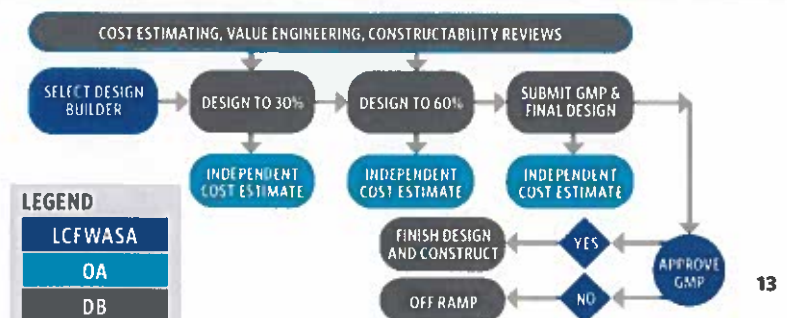 COST ESTIMATING, VALUE ENGINEERING, CONSTRUCTABILITY REVIEWS
SELECT DESIGN
BUILDER
DESIGN TO 30%
DESIGN TO 60%
SUBMIT GMP &
FINAL DESIGN
INDEPENDENT
COST ESTIMATE
INDEPENDENT
COST ESTIMATE
INDEPENDENT
COST ESTIMATE
LEGEND
LCFWASA
OA
DB
FINISH DESIGN
AND CONSTRUCT
YES
APPROVE
GMP
OFF RAMP
NO
13